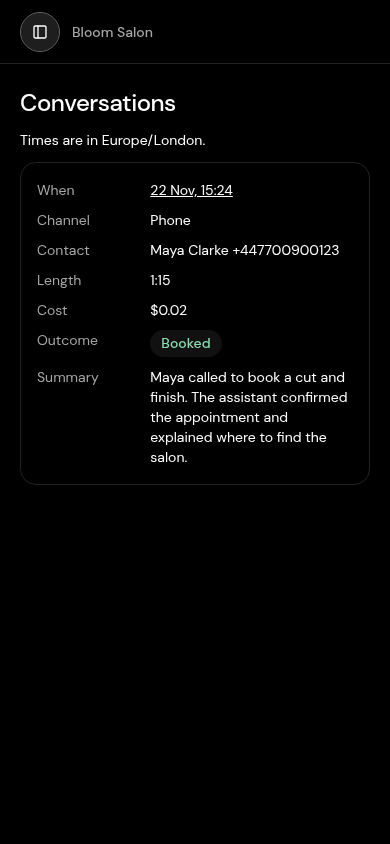 Bloom Salon
Conversations
Times are in Europe/London.
When 22 Nov, 15:24
Channel Phone
Contact Maya Clarke +447700900123
Length 1:15
Cost $0.02
Outcome Booked
Summary Maya called to book a cut and
finish. The assistant confirmed
the appointment and
explained where to find the
salon.